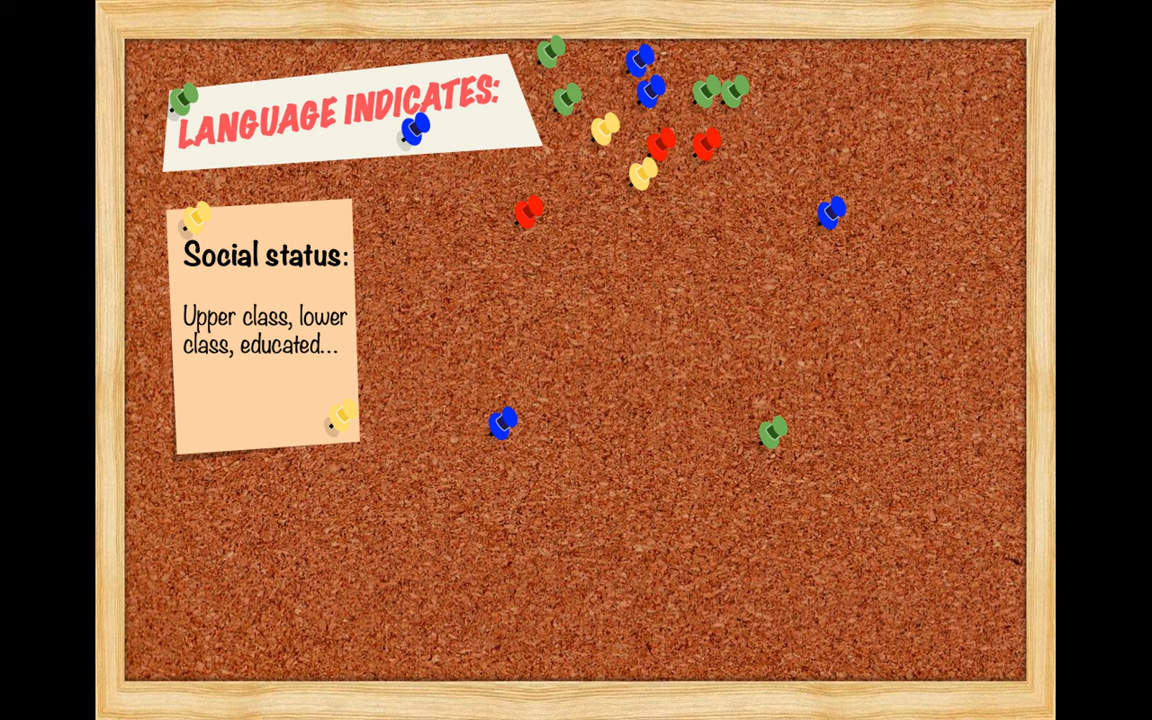 LANGUAGE INDICATES:
Social status:
Upper class, lower
class, educated...